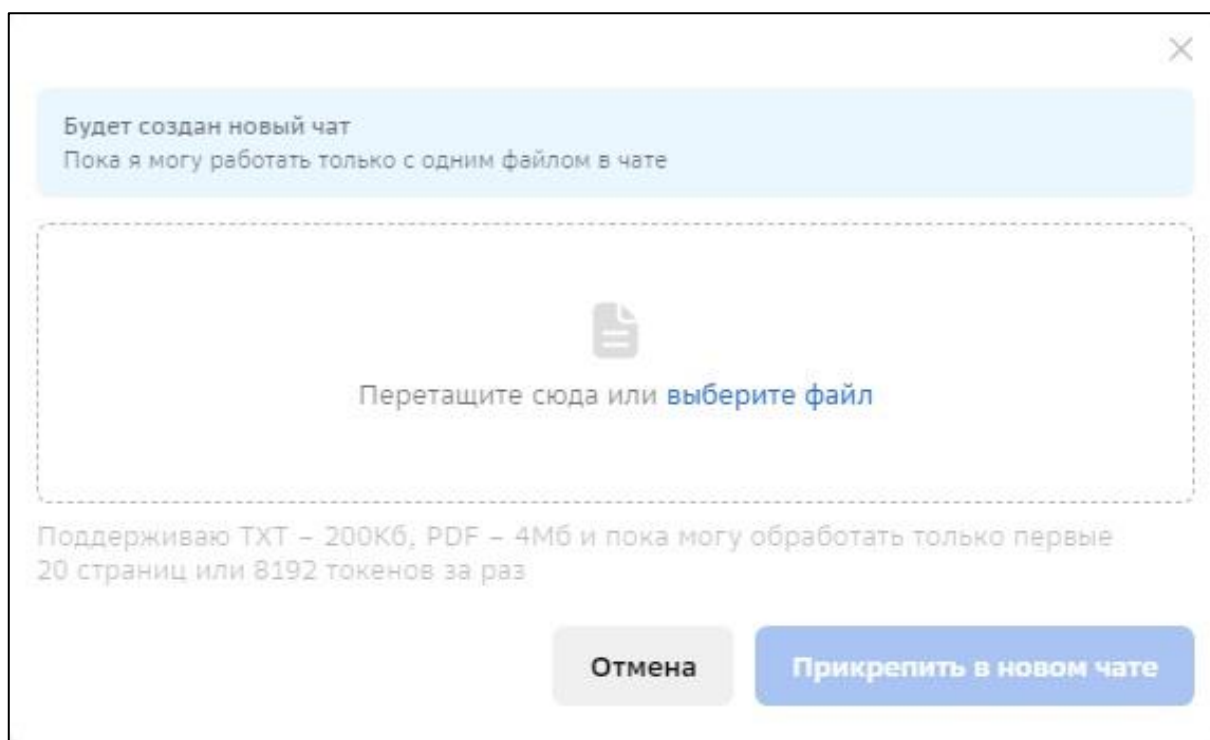 Будет создан новый чат
Пока я могу работать только с одним файлом в чате
Перетащите сюда или выберите файл
Поддерживаю TXT – 200Кб, PDF – 4Мб и пока могу обработать только первые
20 страниц или 8192 токенов за раз
Отмена
Прикрепить в новом чате